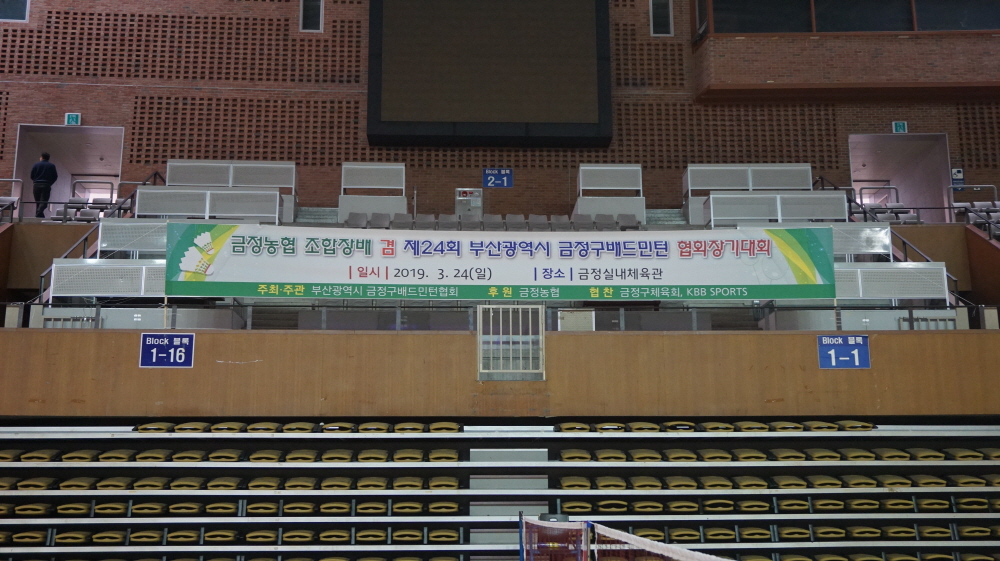 Block 블록
2-1
금정농협 조합장배 겸 제24회 부산광역시 금정구배드민턴 협회장기대회
| 일시 | 2019. 3. 24(일) | 장소 | 금정실내체육관
주최·주관 부산광역시 금정구배드민턴협회 후원 금정농협 협찬 금정구체육회, KBB SPORTS
Block 블록
1-16
Block 블록
1-1